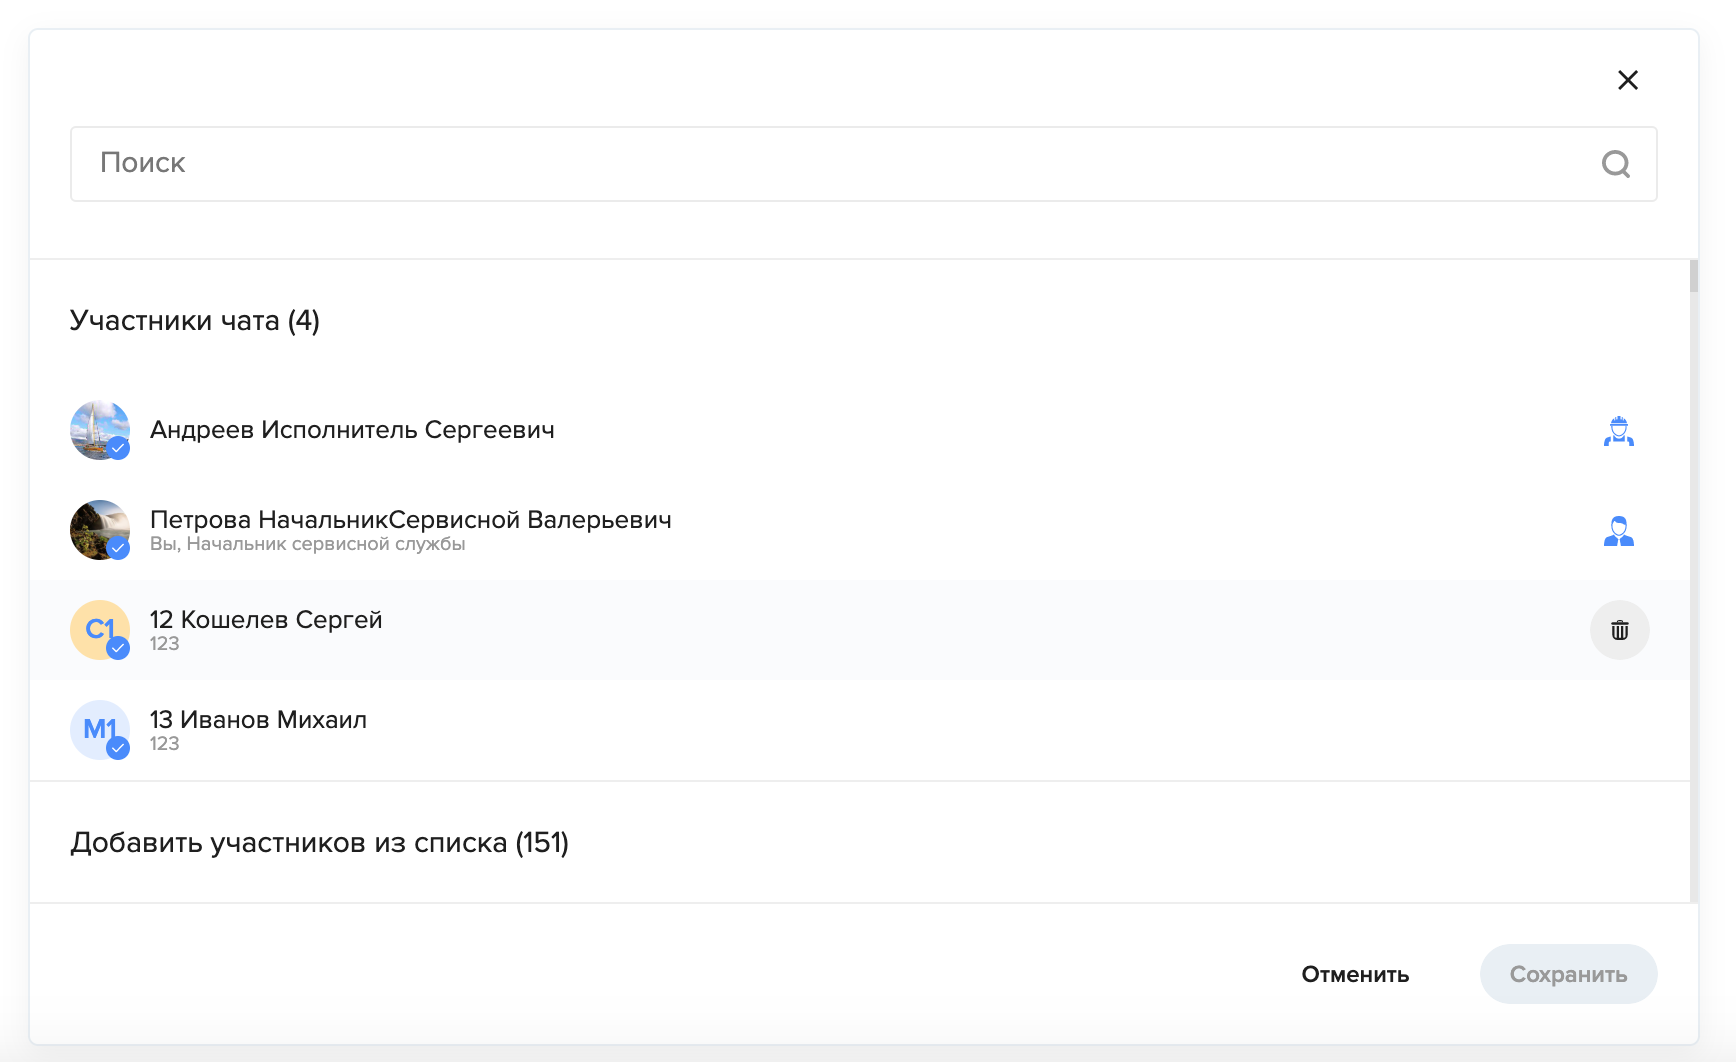 Поиск
Участники чата (4)
Андреев Исполнитель Сергеевич
Петрова НачальникСервисной Валерьевич
Вы, Начальник сервисной службы
С1
12 Кошелев Сергей
123
М1
13 Иванов Михаил
123
Добавить участников из списка (151)
Отменить
Сохранить